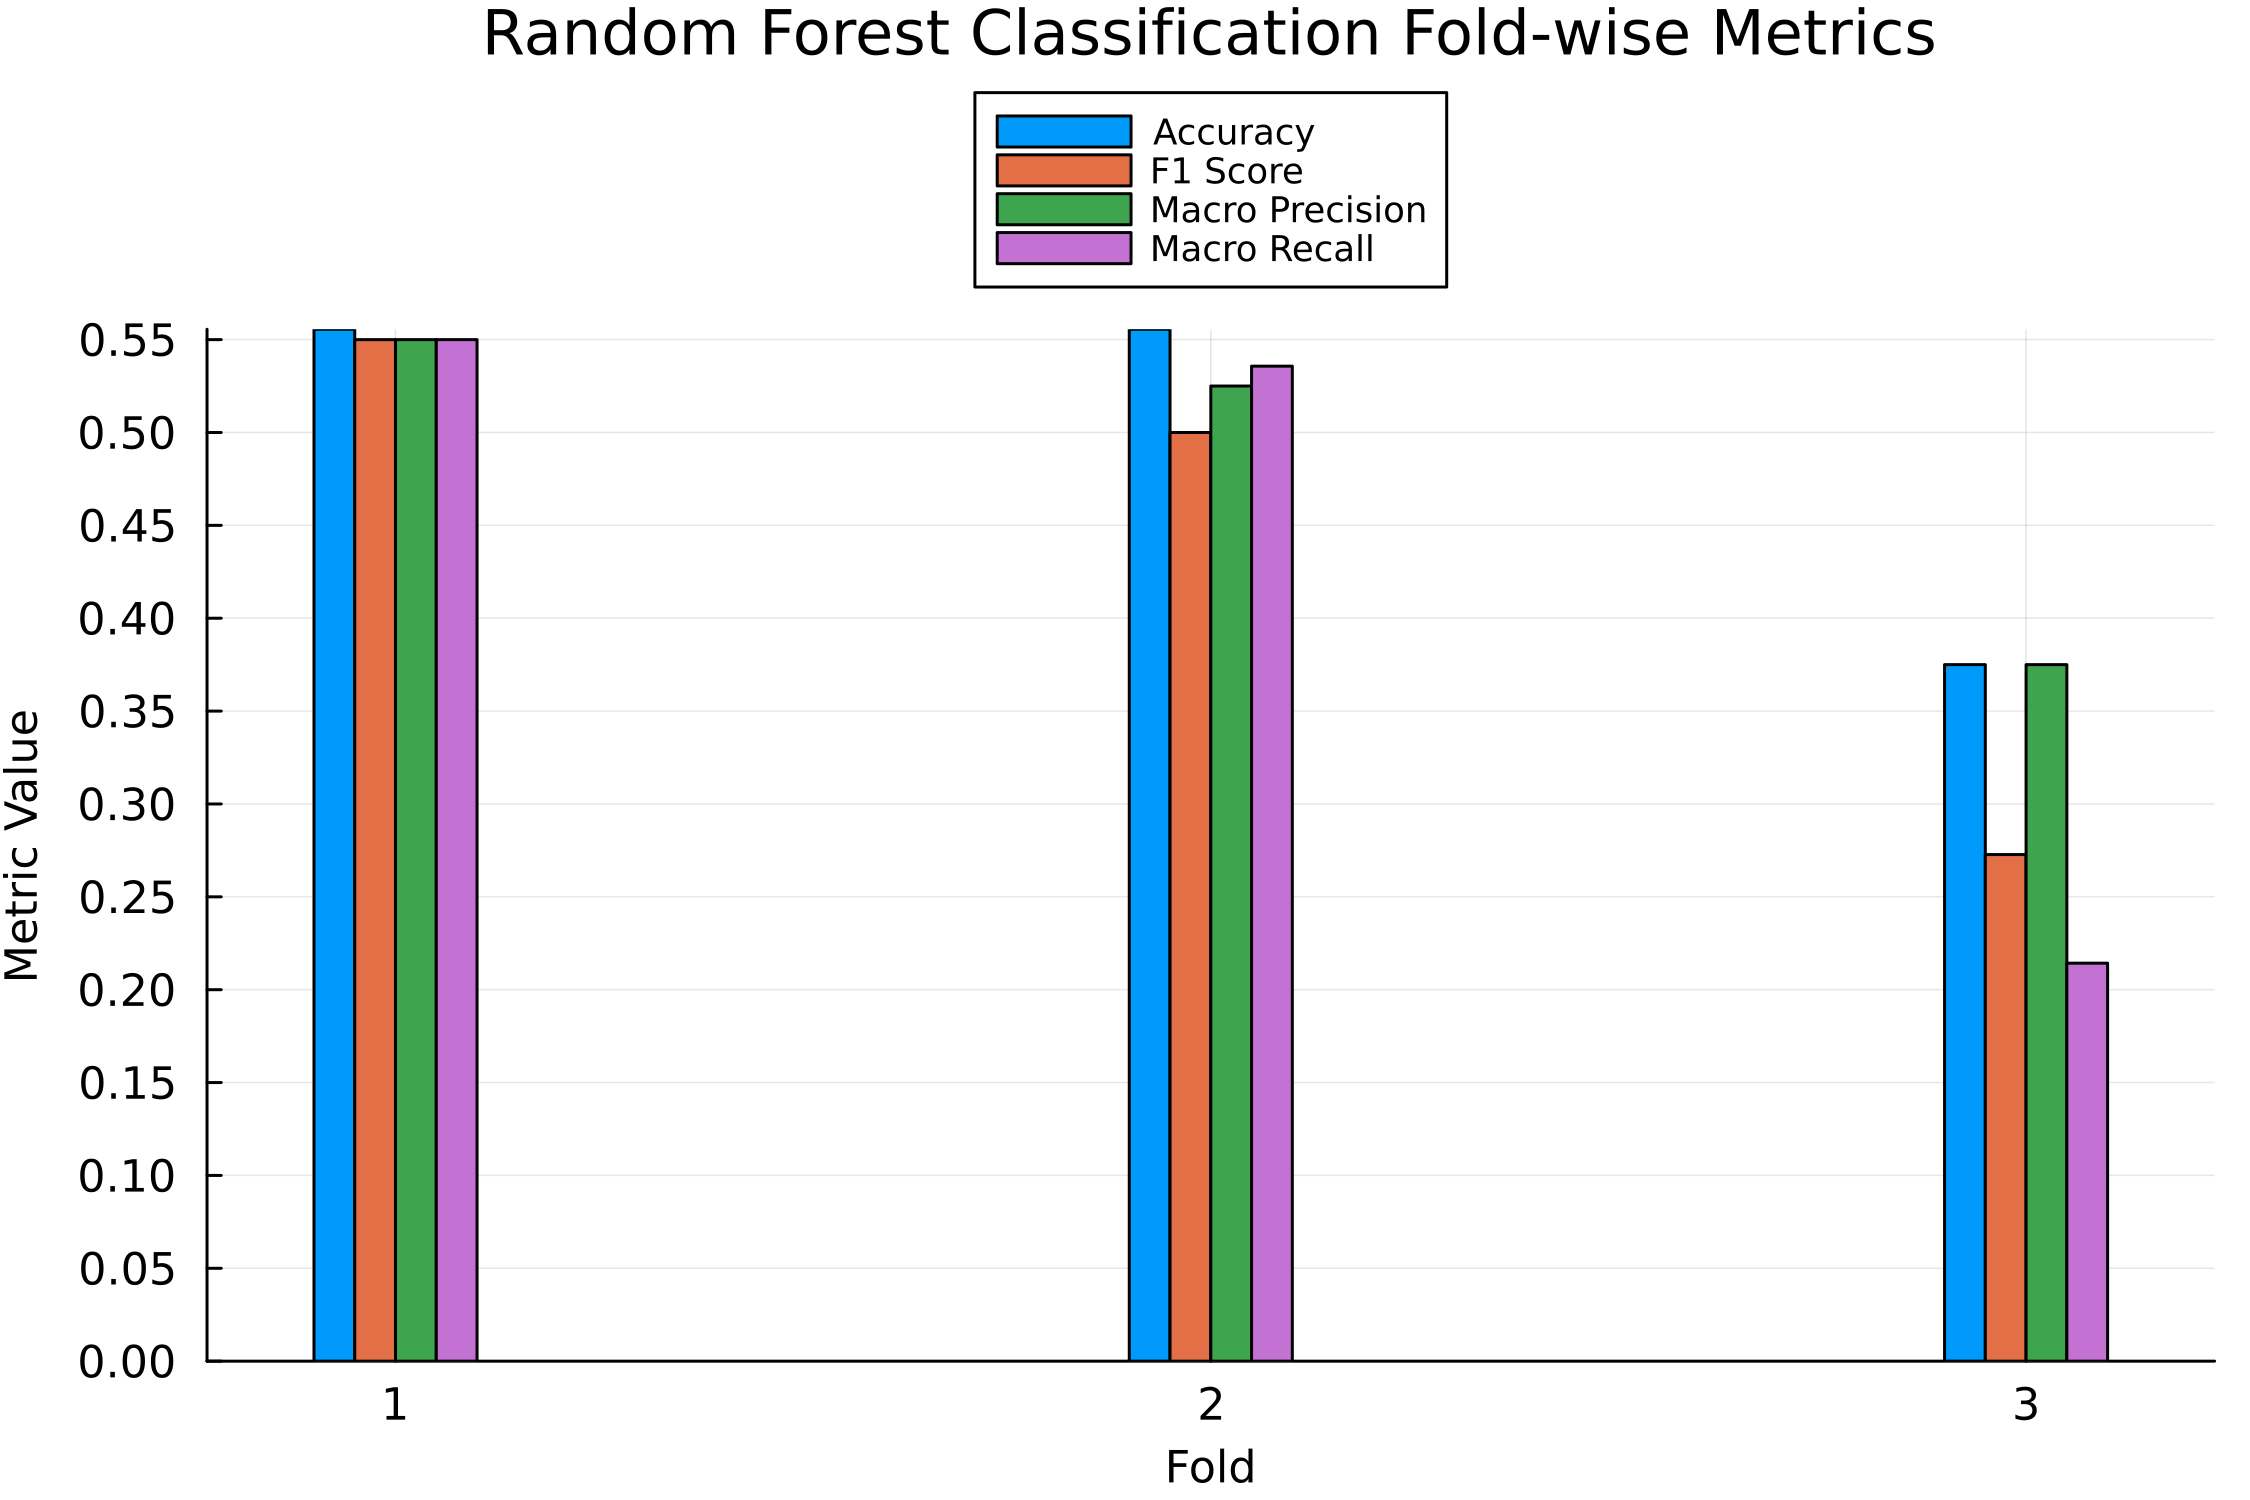 Random Forest Classification Fold-wise Metrics
Accuracy
F1 Score
Macro Precision
Macro Recall
0.55
0.50
0.45
0.40
0.35
0.30
0.25
0.20
0.15
0.10
0.05
0.00
Metric Value
1 2 3
Fold